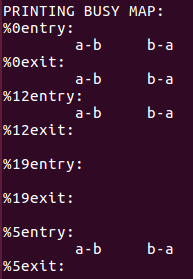 PRINTING BUSY MAP:
%0entry:
a-b b-a
%0exit:
a-b b-a
%12entry:
a-b b-a
%12exit:
%19entry:
%19exit:
%5entry:
a-b b-a
%5exit: